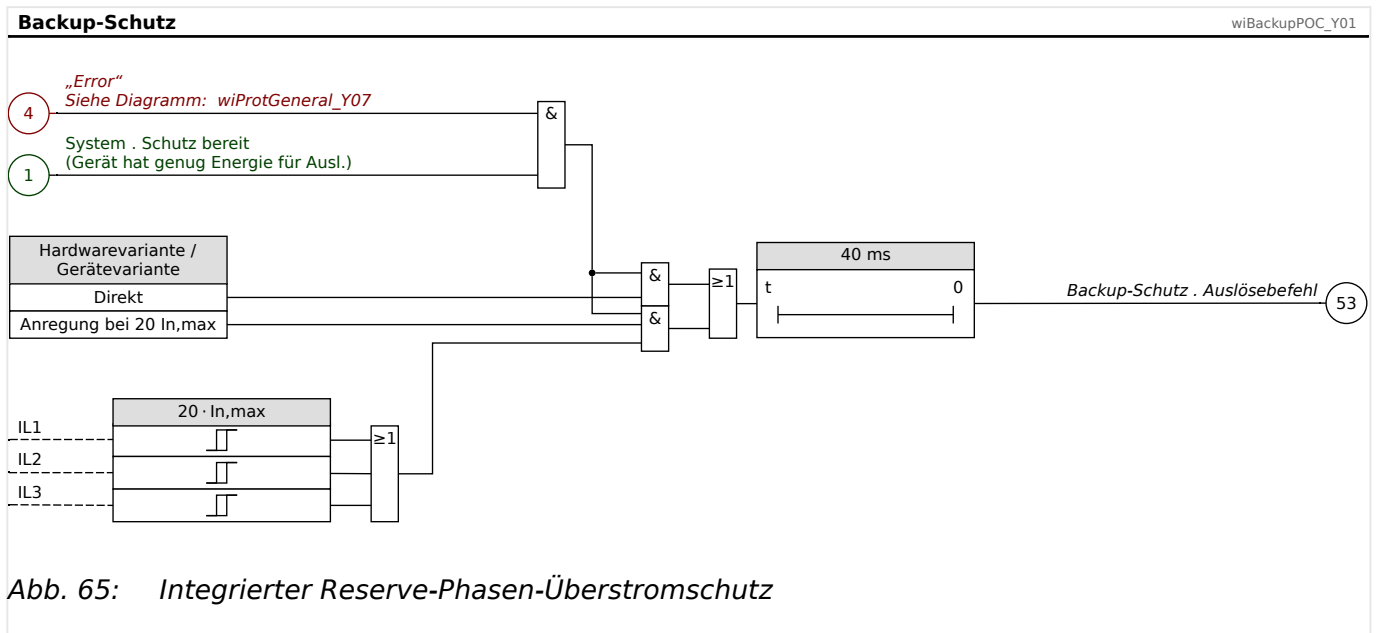 Backup-Schutz
wiBackupPOC_Y01
„Error“
Siehe Diagramm: wiProtGeneral_Y07
4
&
System . Schutz bereit
(Gerät hat genug Energie für Ausl.)
1
Hardwarevariante /
Gerätevariante
Direkt
Anregung bei 20 In,max
&
&
≥1
40 ms
t
0
Backup-Schutz . Auslösebefehl
53
20 · In,max
IL1
IL2
IL3
≥1
Abb. 65: Integrierter Reserve-Phasen-Überstromschutz